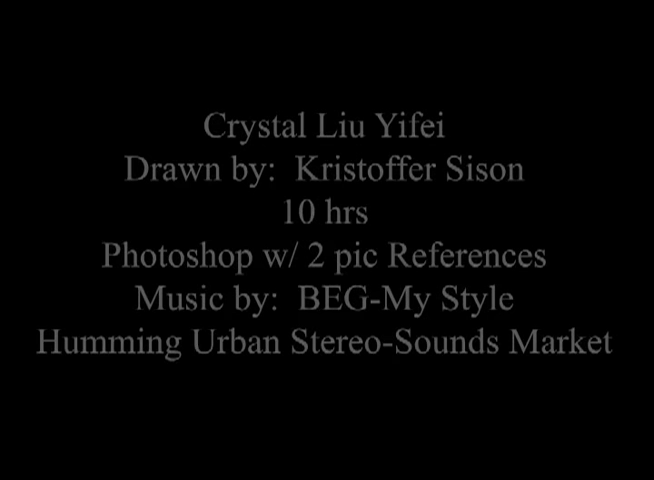 Crystal Liu Yifei
Drawn by:  Kristoffer Sison
10 hrs
Photoshop w/ 2 pic References
Music by:  BEG-My Style
Humming Urban Stereo-Sounds Market